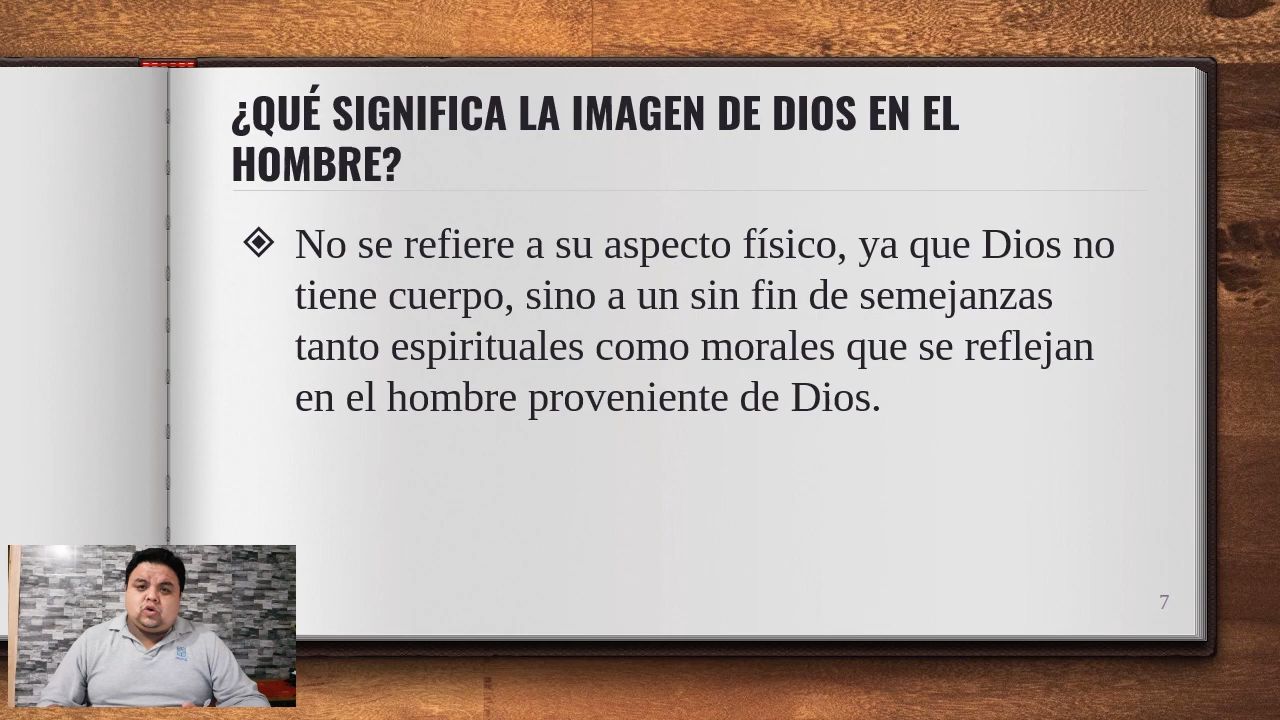 ¿QUÉ SIGNIFICA LA IMAGEN DE DIOS EN EL
HOMBRE?
No se refiere a su aspecto físico, ya que Dios no
tiene cuerpo, sino a un sin fin de semejanzas
tanto espirituales como morales que se reflejan
en el hombre proveniente de Dios.
7